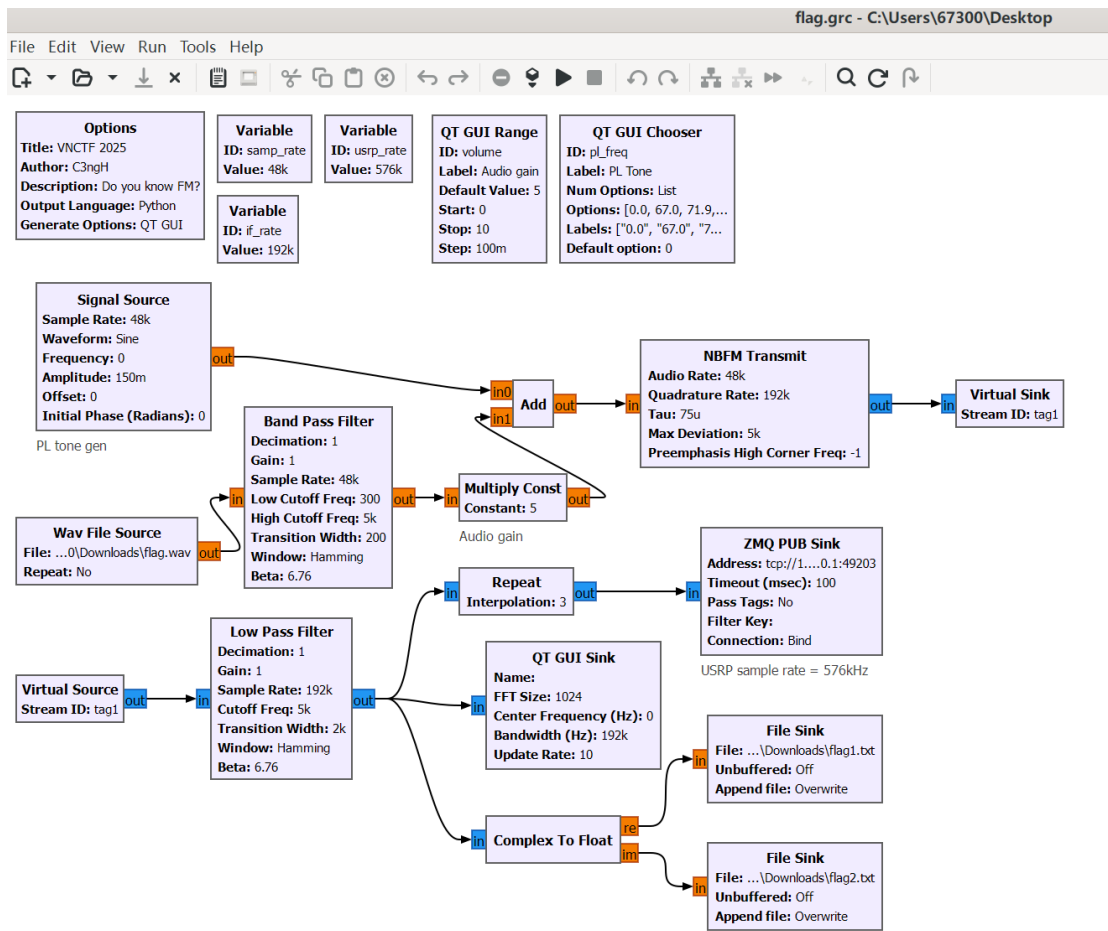 flag.grc - C:\Users\67300\Desktop
File Edit View Run Tools Help
Options
Title: VNCTF 2025
Author: C3ngH
Description: Do you know FM?
Output Language: Python
Generate Options: QT GUI
Variable
ID: samp_rate
Value: 48k
Variable
ID: usrp_rate
Value: 576k
Variable
ID: if_rate
Value: 192k
QT GUI Range
ID: volume
Label: Audio gain
Default Value: 5
Start: 0
Stop: 10
Step: 100m
QT GUI Chooser
ID: pl_freq
Label: PL Tone
Num Options: List
Options: [0.0, 67.0, 71.9,...
Labels: ["0.0", "67.0", "7...
Default option: 0
Signal Source
Sample Rate: 48k
Waveform: Sine
Frequency: 0
Amplitude: 150m
Offset: 0
Initial Phase (Radians): 0
out
PL tone gen
Wav File Source
File: ...0\Downloads\flag.wav
Repeat: No
out
in
Band Pass Filter
Decimation: 1
Gain: 1
Sample Rate: 48k
Low Cutoff Freq: 300
High Cutoff Freq: 5k
Transition Width: 200
Window: Hamming
Beta: 6.76
out
in
Multiply Const
Constant: 5
out
Audio gain
in0
in1
Add
out
in
NBFM Transmit
Audio Rate: 48k
Quadrature Rate: 192k
Tau: 75u
Max Deviation: 5k
Preemphasis High Corner Freq: -1
out
in
Virtual Sink
Stream ID: tag1
Virtual Source
Stream ID: tag1
out
in
Low Pass Filter
Decimation: 1
Gain: 1
Sample Rate: 192k
Cutoff Freq: 5k
Transition Width: 2k
Window: Hamming
Beta: 6.76
out
in
Repeat
Interpolation: 3
out
in
ZMQ PUB Sink
Address: tcp://1....0.1:49203
Timeout (msec): 100
Pass Tags: No
Filter Key:
Connection: Bind
USRP sample rate = 576kHz
in
QT GUI Sink
Name:
FFT Size: 1024
Center Frequency (Hz): 0
Bandwidth (Hz): 192k
Update Rate: 10
in
Complex To Float
re
im
in
File Sink
File: ...\Downloads\flag1.txt
Unbuffered: Off
Append file: Overwrite
in
File Sink
File: ...\Downloads\flag2.txt
Unbuffered: Off
Append file: Overwrite